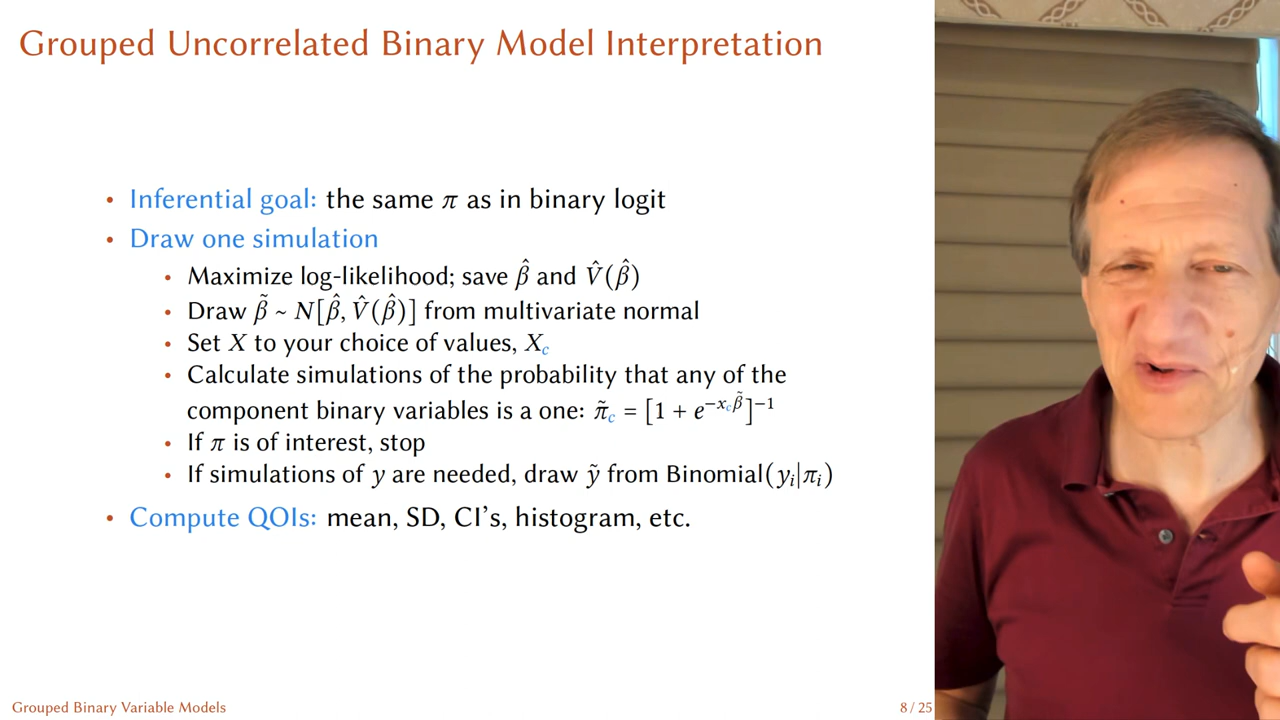 Grouped Uncorrelated Binary Model Interpretation
• Inferential goal: the same π as in binary logit
• Draw one simulation
• Maximize log-likelihood; save β̂ and V̂(β̂)
• Draw β̃ ~ N[β̂, V̂(β̂)] from multivariate normal
• Set X to your choice of values, X_c
• Calculate simulations of the probability that any of the
component binary variables is a one: π̃_c = [1 + e^{−x_c β̃}]^{−1}
• If π is of interest, stop
• If simulations of y are needed, draw ỹ from Binomial(y_i|π_i)
• Compute QOIs: mean, SD, CI's, histogram, etc.
Grouped Binary Variable Models
8 / 25